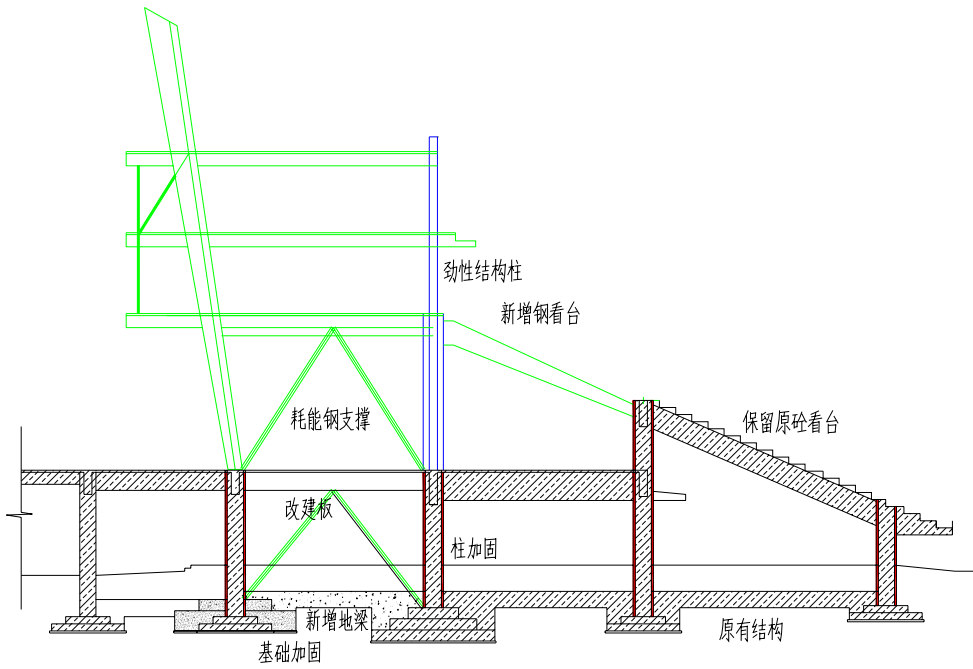 劲性结构柱
新增钢看台
耗能钢支撑
保留原砼看台
改建板
柱加固
新增地梁
原有结构
基础加固